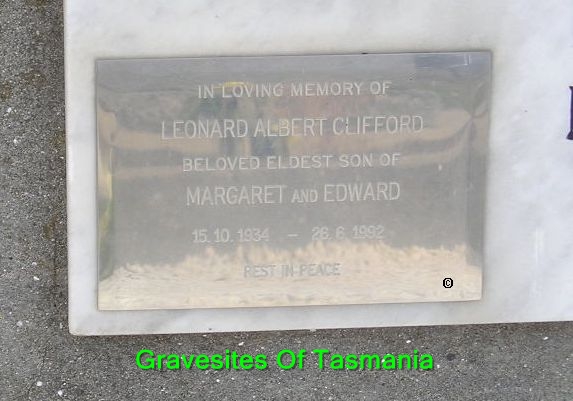 IN LOVING MEMORY OF
LEONARD ALBERT CLIFFORD
BELOVED ELDEST SON OF
MARGARET AND EDWARD
15.10.1934 — 26.6.1992
REST IN PEACE
©
Gravesites Of Tasmania